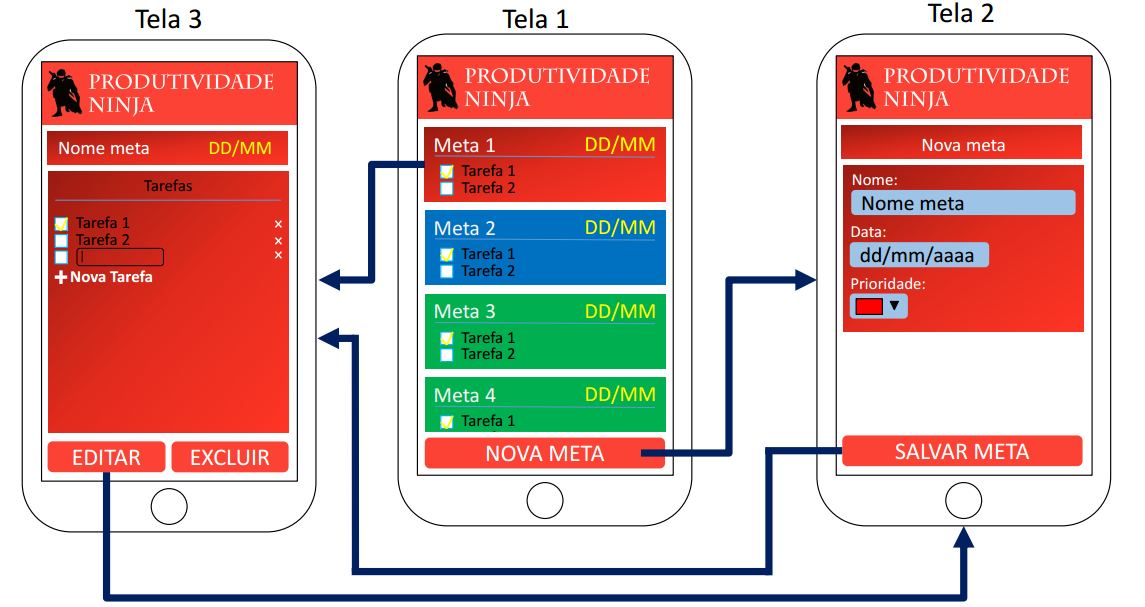 Tela 3
PRODUTIVIDADE
NINJA
Nome meta DD/MM
Tarefas
Tarefa 1 x
Tarefa 2 x
x
+ Nova Tarefa
EDITAR EXCLUIR
Tela 1
PRODUTIVIDADE
NINJA
Meta 1 DD/MM
Tarefa 1
Tarefa 2
Meta 2 DD/MM
Tarefa 1
Tarefa 2
Meta 3 DD/MM
Tarefa 1
Tarefa 2
Meta 4 DD/MM
Tarefa 1
NOVA META
Tela 2
PRODUTIVIDADE
NINJA
Nova meta
Nome:
Nome meta
Data:
dd/mm/aaaa
Prioridade:
SALVAR META